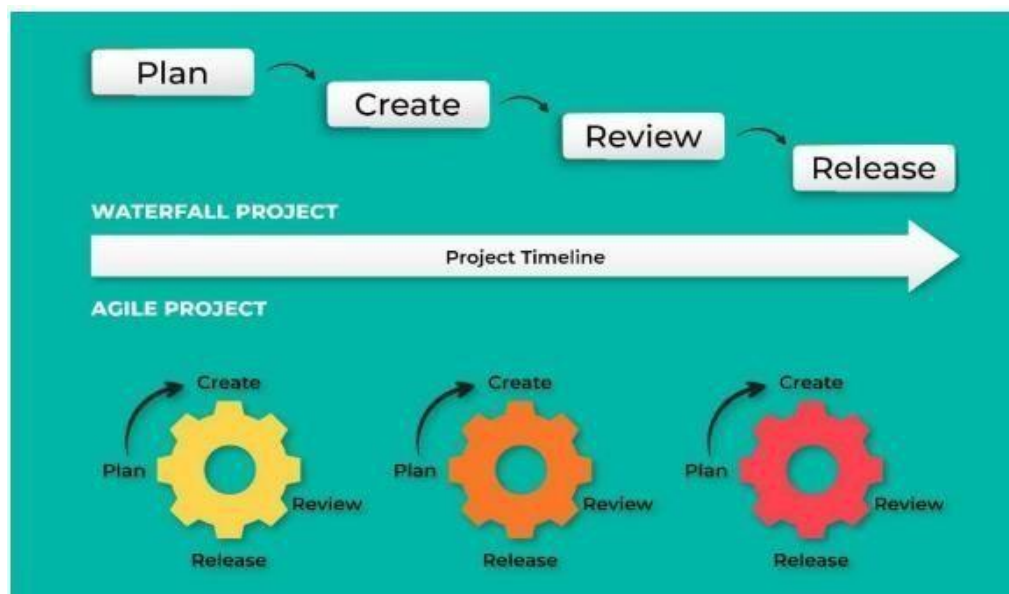 Plan
Create
Review
Release
WATERFALL PROJECT
Project Timeline
AGILE PROJECT
Create
Plan
Review
Release
Create
Plan
Review
Release
Create
Plan
Review
Release